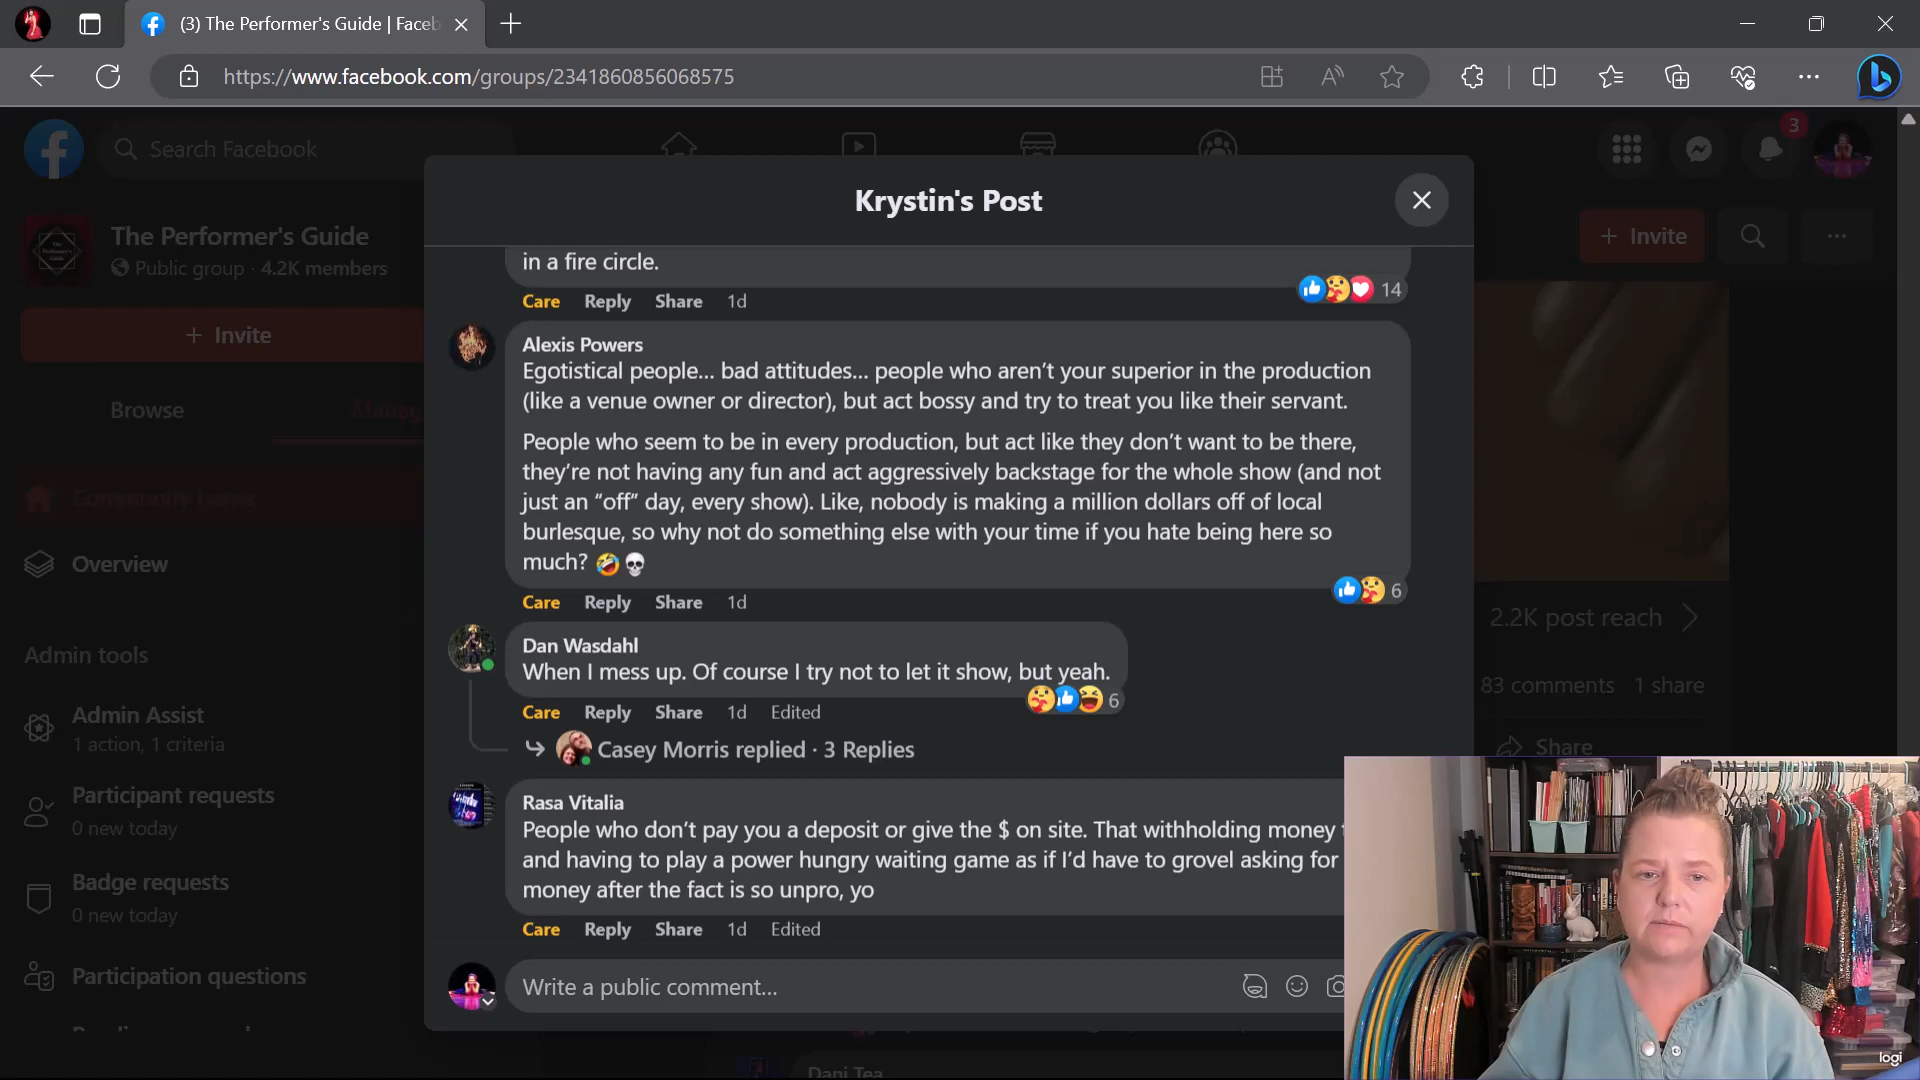 (3) The Performer's Guide | Faceb
https://www.facebook.com/groups/2341860856068575
Search Facebook
3
Krystin's Post
The Performer's Guide
Public group · 4.2K members
+ Invite
+ Invite
Browse
Manag
Community home
Overview
Admin tools
Admin Assist
1 action, 1 criteria
Participant requests
0 new today
Badge requests
0 new today
Participation questions
in a fire circle.
Care Reply Share 1d
14
Alexis Powers
Egotistical people... bad attitudes... people who aren't your superior in the production
(like a venue owner or director), but act bossy and try to treat you like their servant.
People who seem to be in every production, but act like they don't want to be there,
they're not having any fun and act aggressively backstage for the whole show (and not
just an “off” day, every show). Like, nobody is making a million dollars off of local
burlesque, so why not do something else with your time if you hate being here so
much? 🤣💀
6
Care Reply Share 1d
Dan Wasdahl
When I mess up. Of course I try not to let it show, but yeah.
6
Care Reply Share 1d Edited
Casey Morris replied · 3 Replies
Rasa Vitalia
People who don't pay you a deposit or give the $ on site. That withholding money
and having to play a power hungry waiting game as if I'd have to grovel asking for
money after the fact is so unpro, yo
Care Reply Share 1d Edited
Write a public comment...
2.2K post reach
83 comments 1 share
Share
Dani Tea
logi